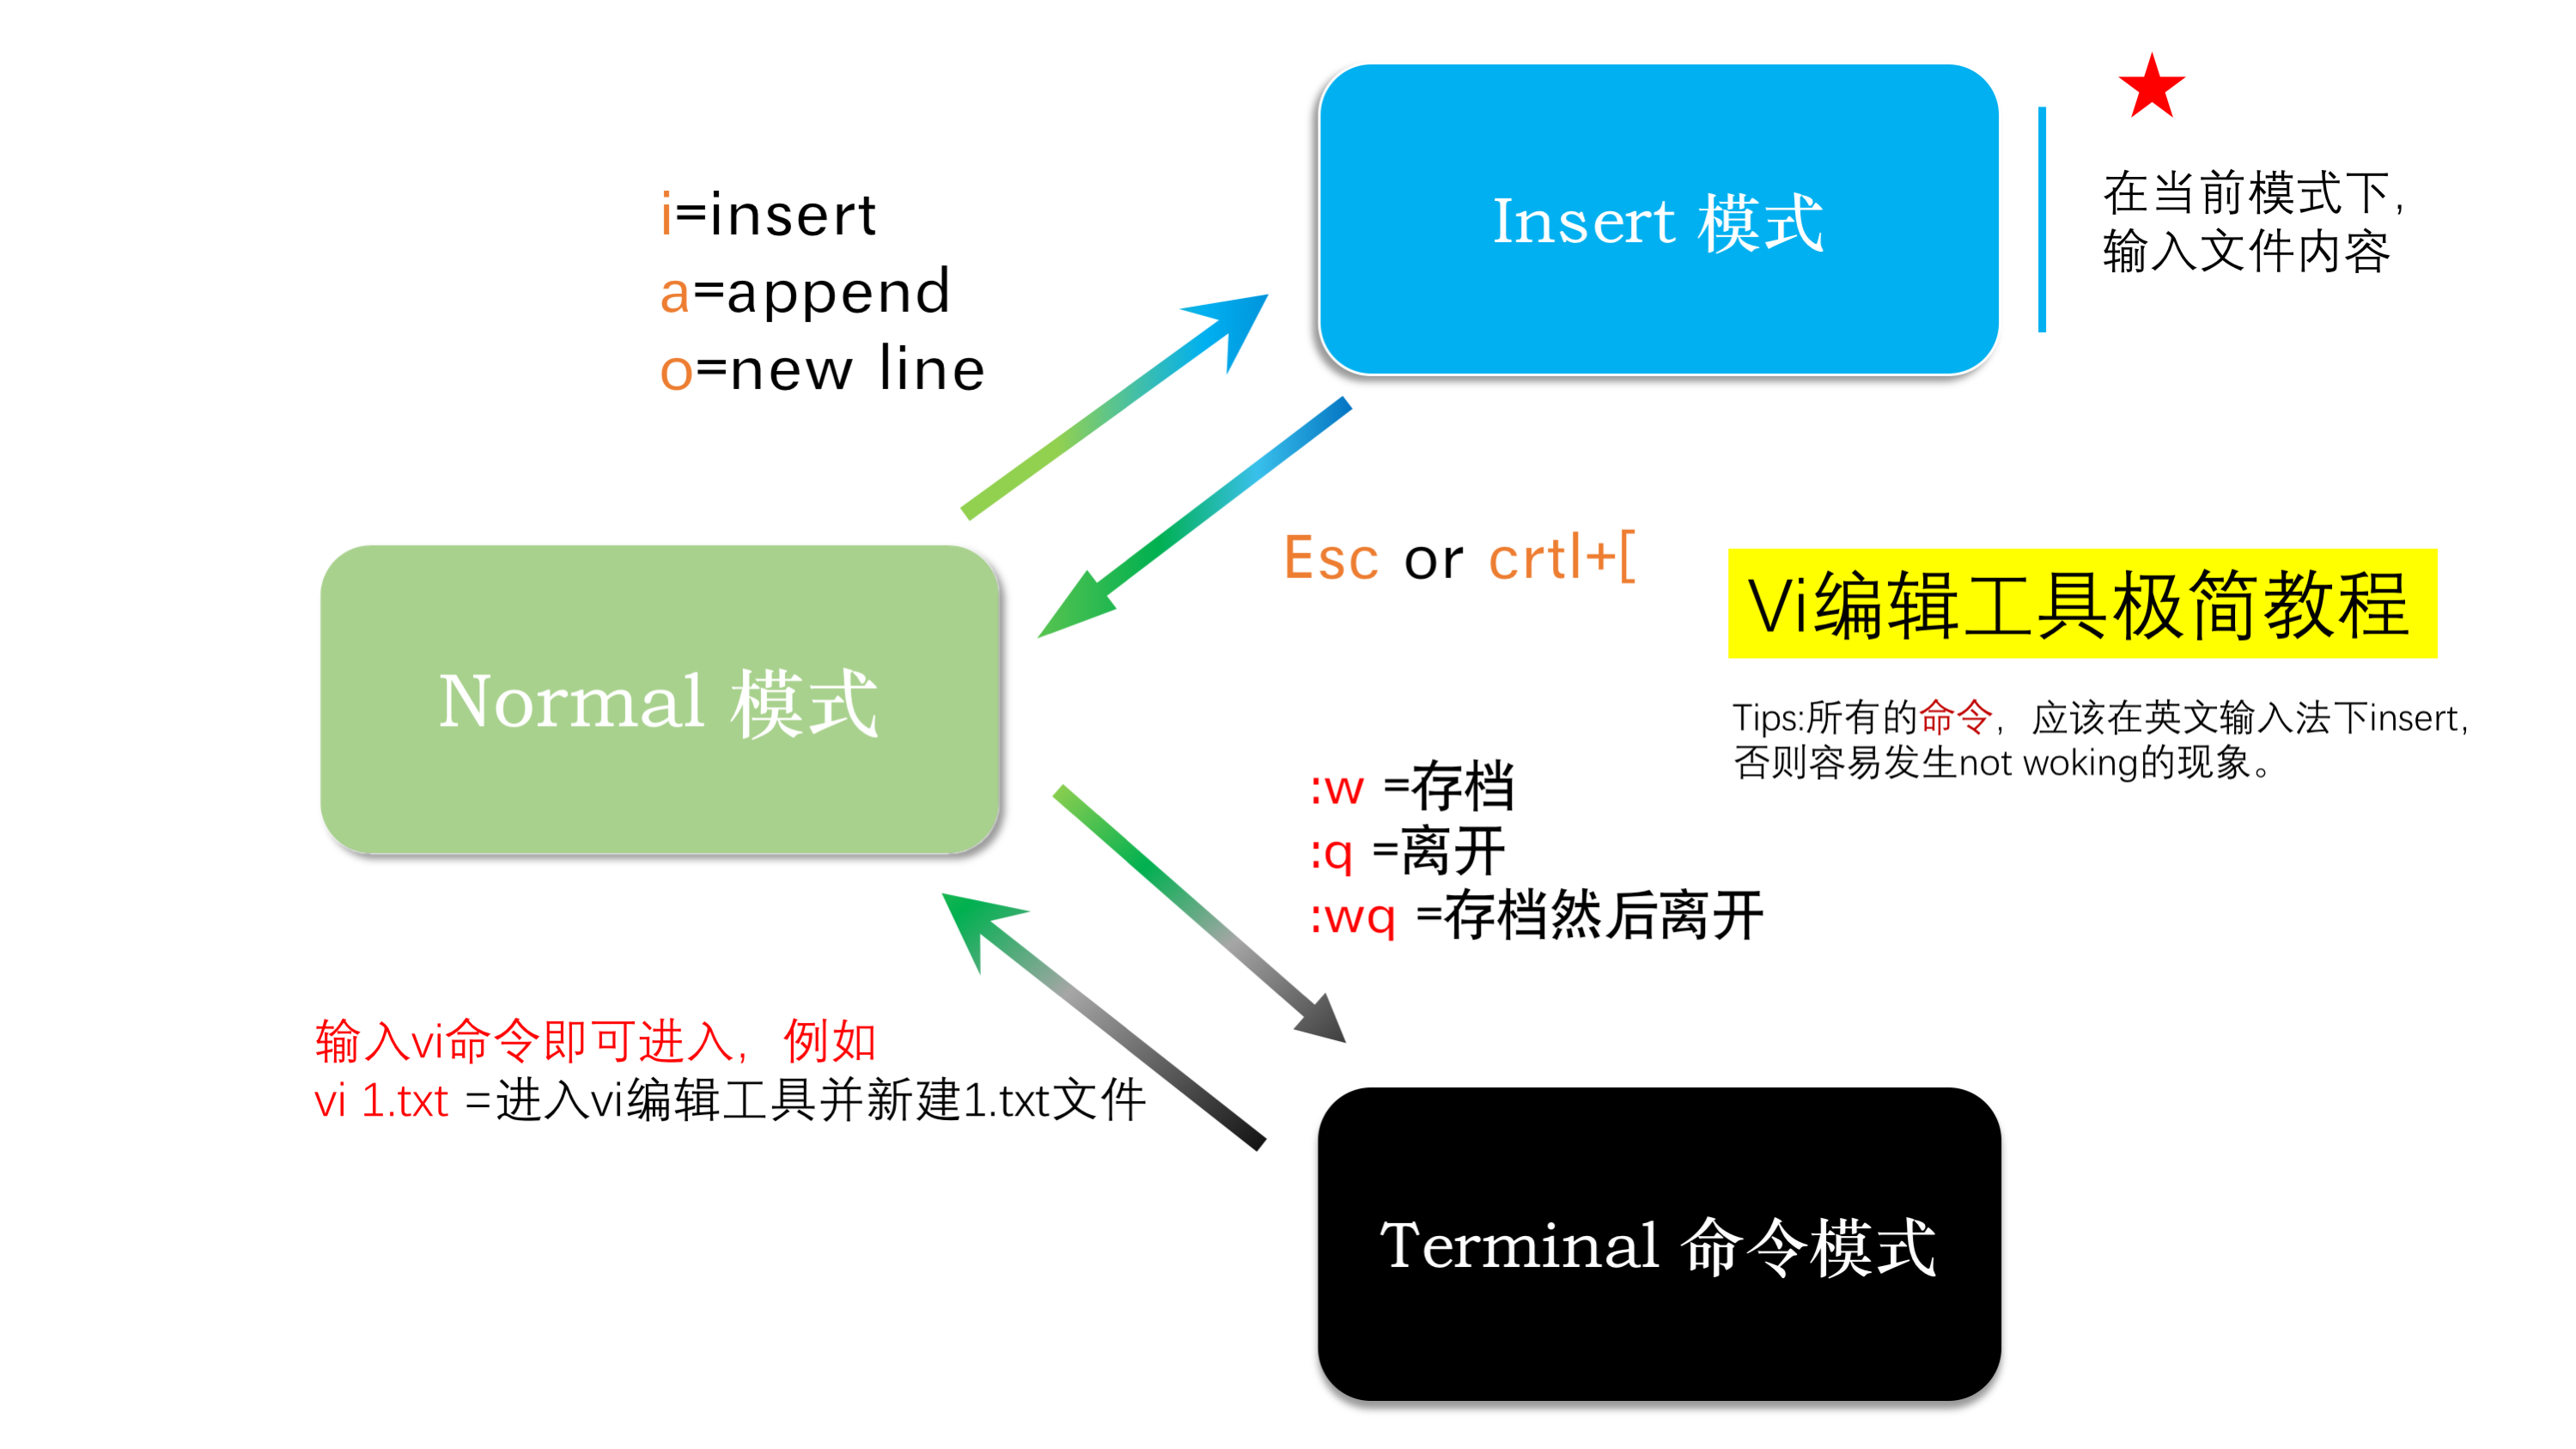 Insert 模式
在当前模式下,
输入文件内容
i=insert
a=append
o=new line
Esc or crtl+[
Vi编辑工具极简教程
Tips:所有的命令，应该在英文输入法下insert,
否则容易发生not woking的现象。
Normal 模式
:w =存档
:q =离开
:wq =存档然后离开
输入vi命令即可进入，例如
vi 1.txt =进入vi编辑工具并新建1.txt文件
Terminal 命令模式